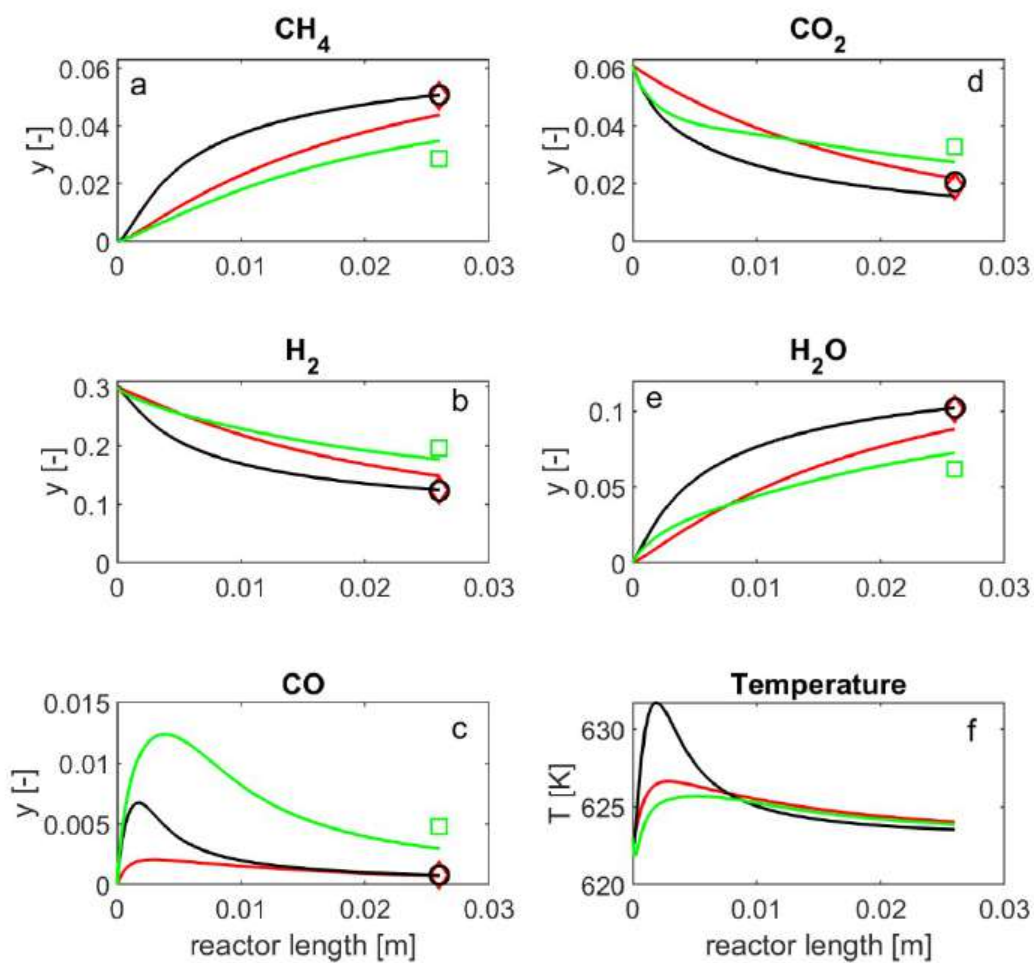 CH4
a
0.06
0.04
0.02
0
y [-]
0 0.01 0.02 0.03
CO2
d
0.06
0.04
0.02
0
y [-]
0 0.01 0.02 0.03
H2
b
0.3
0.2
0.1
0
y [-]
0 0.01 0.02 0.03
H2O
e
0.1
0.05
0
y [-]
0 0.01 0.02 0.03
CO
c
0.015
0.01
0.005
0
y [-]
0 0.01 0.02 0.03
reactor length [m]
Temperature
f
630
625
620
T [K]
0 0.01 0.02 0.03
reactor length [m]